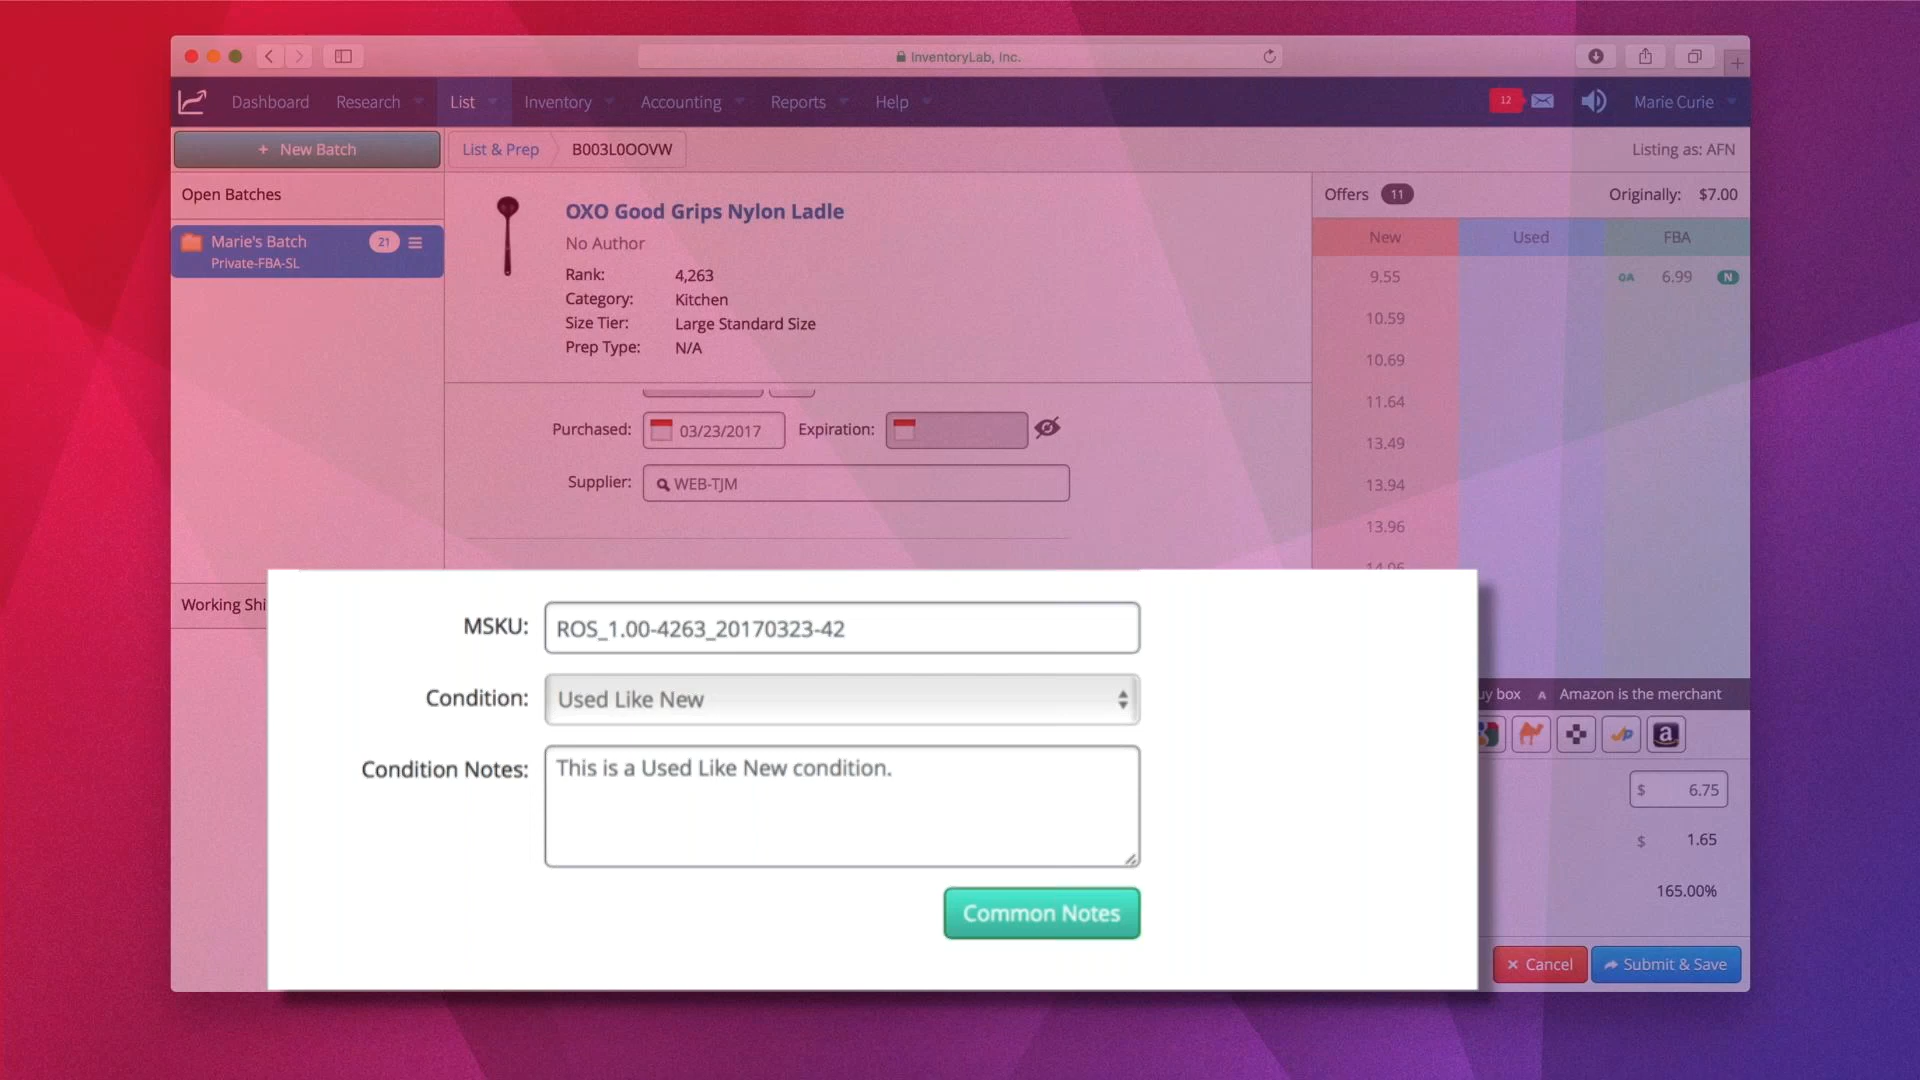 InventoryLab, Inc.
Dashboard Research List Inventory Accounting Reports Help 12 Marie Curie
+ New Batch
List & Prep B003L0OOVW
Listing as: AFN
Open Batches
Marie's Batch 21
Private-FBA-SL
OXO Good Grips Nylon Ladle
No Author
Rank: 4,263
Category: Kitchen
Size Tier: Large Standard Size
Prep Type: N/A
Purchased: 03/23/2017 Expiration:
Supplier: WEB-TJM
Offers 11 Originally: $7.00
New Used FBA
9.55 OA 6.99 N
10.59
10.69
11.64
13.49
13.94
13.96
14.06
Working Shi
MSKU: ROS_1.00-4263_20170323-42
Condition: Used Like New
Condition Notes: This is a Used Like New condition.
Common Notes
uy box A Amazon is the merchant
$ 6.75
$ 1.65
165.00%
× Cancel Submit & Save